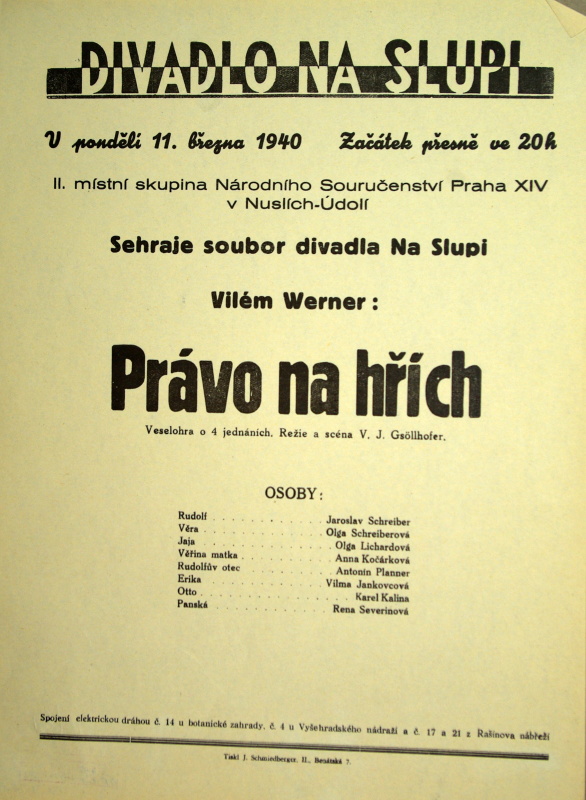 DIVADLO NA SLUPI
V pondělí 11. března 1940 Začátek přesně ve 20h
II. místní skupina Národního Souručenství Praha XIV
v Nuslích-Údolí
Sehraje soubor divadla Na Slupi
Vilém Werner:
Právo na hřích
Veselohra o 4 jednáních. Režie a scéna V. J. Gsöllhofer.
OSOBY:
Rudolf . . . . . . . . . . Jaroslav Schreiber
Věra . . . . . . . . . . Olga Schreiberová
Jaja . . . . . . . . . . Olga Lichardová
Věřina matka . . . . . . . . Anna Kočárková
Rudolfův otec . . . . . . . . Antonín Planner
Erika . . . . . . . . . . Vilma Jankovcová
Otto . . . . . . . . . . . . Karel Kalina
Panská . . . . . . . . . . Rena Severinová
Spojení elektrickou dráhou č. 14 u botanické zahrady, č. 4 u Vyšehradského nádraží a č. 17 a 21 z Rašínova nábřeží
Tiskl J. Schmiedberger, II., Benátská 7.